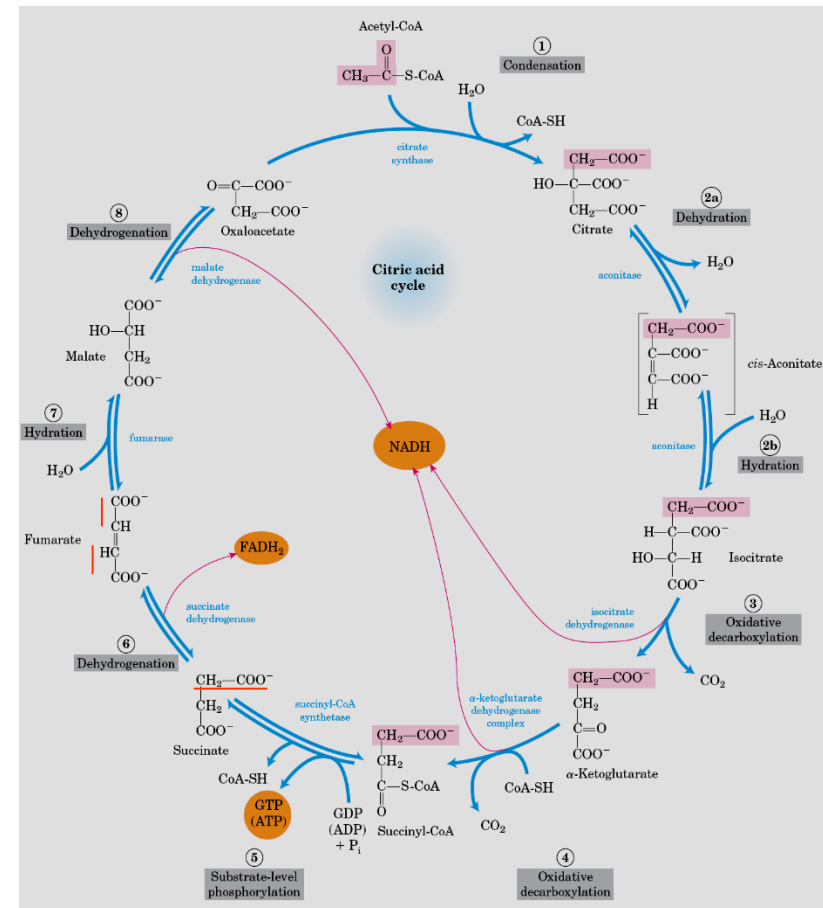 Acetyl-CoA
O
CH₃—C—S-CoA
①
Condensation
H₂O
CoA-SH
citrate
synthase
CH₂—COO⁻
HO—C—COO⁻
CH₂—COO⁻
Citrate
2a
Dehydration
H₂O
aconitase
CH₂—COO⁻
C—COO⁻
C—COO⁻
H
cis-Aconitate
aconitase
H₂O
2b
Hydration
CH₂—COO⁻
H—C—COO⁻
HO—C—H
COO⁻
Isocitrate
isocitrate
dehydrogenase
③
Oxidative
decarboxylation
CO₂
CH₂—COO⁻
CH₂
C=O
COO⁻
α-Ketoglutarate
α-ketoglutarate
dehydrogenase
complex
CoA-SH
CO₂
④
Oxidative
decarboxylation
CH₂—COO⁻
CH₂
C—S-CoA
O
Succinyl-CoA
succinyl-CoA
synthetase
GDP
(ADP)
+ Pᵢ
GTP
(ATP)
CoA-SH
⑤
Substrate-level
phosphorylation
CH₂—COO⁻
CH₂
COO⁻
Succinate
⑥
Dehydrogenation
succinate
dehydrogenase
FADH₂
COO⁻
CH
HC
COO⁻
Fumarate
⑦
Hydration
H₂O
fumarase
COO⁻
HO—CH
CH₂
COO⁻
Malate
⑧
Dehydrogenation
malate
dehydrogenase
O=C—COO⁻
CH₂—COO⁻
Oxaloacetate
Citric acid
cycle
NADH